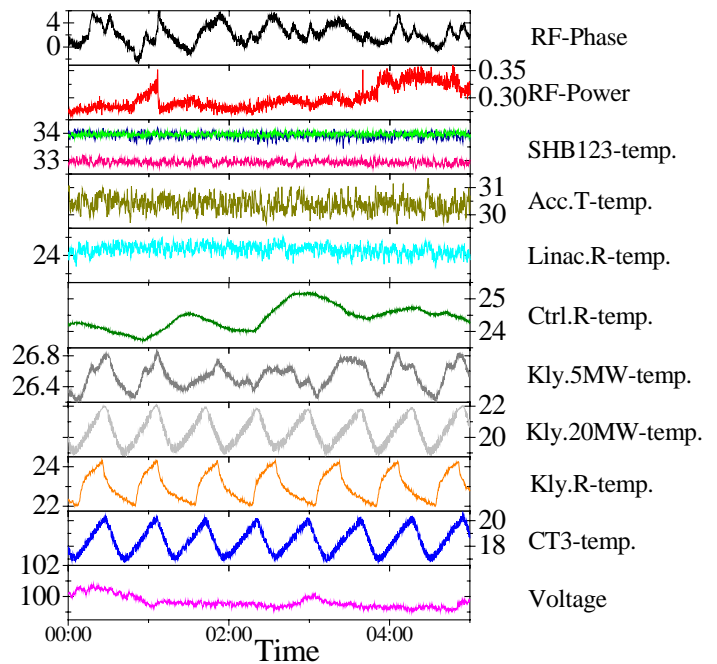 4
0
RF-Phase
0.35
0.30
RF-Power
34
33
SHB123-temp.
31
30
Acc.T-temp.
24
Linac.R-temp.
25
24
Ctrl.R-temp.
26.8
26.4
Kly.5MW-temp.
22
20
Kly.20MW-temp.
24
22
Kly.R-temp.
20
18
CT3-temp.
102
100
Voltage
00:00 02:00 04:00
Time